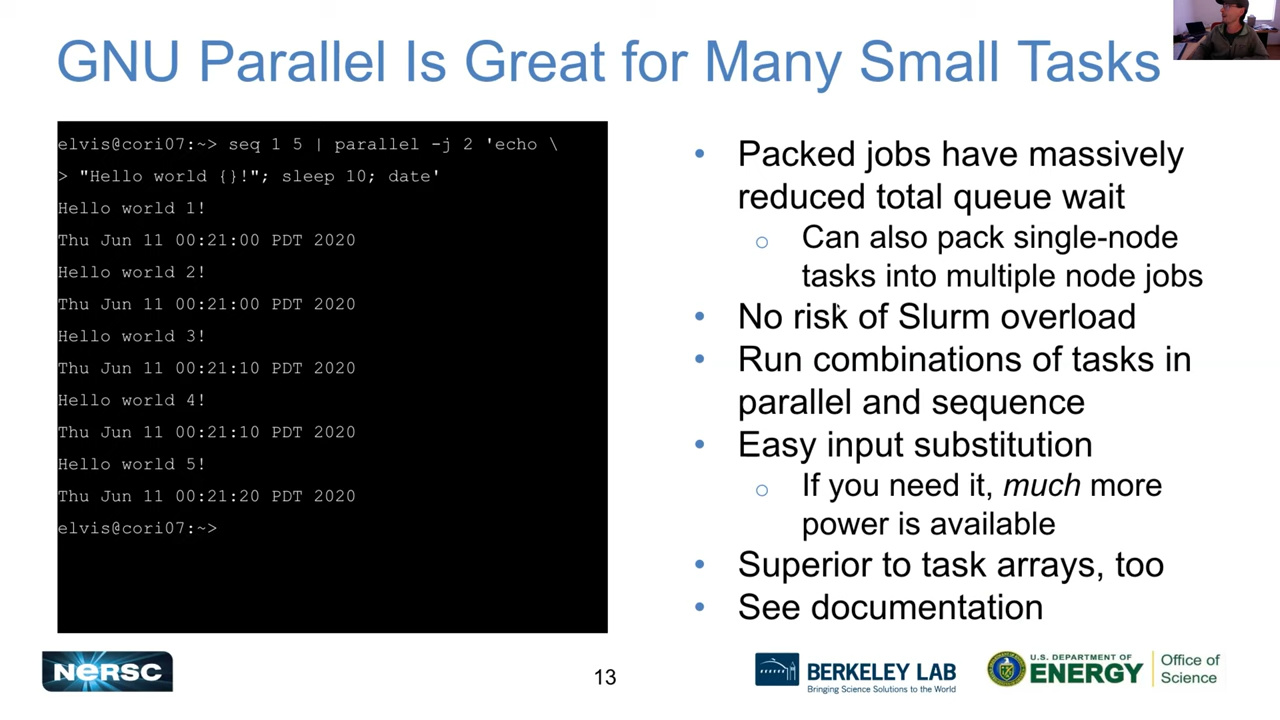 GNU Parallel Is Great for Many Small Tasks
elvis@cori07:~> seq 1 5 | parallel -j 2 'echo \
> "Hello world {}!"; sleep 10; date'
Hello world 1!
Thu Jun 11 00:21:00 PDT 2020
Hello world 2!
Thu Jun 11 00:21:00 PDT 2020
Hello world 3!
Thu Jun 11 00:21:10 PDT 2020
Hello world 4!
Thu Jun 11 00:21:10 PDT 2020
Hello world 5!
Thu Jun 11 00:21:20 PDT 2020
elvis@cori07:~>
• Packed jobs have massively
reduced total queue wait
○ Can also pack single-node
tasks into multiple node jobs
• No risk of Slurm overload
• Run combinations of tasks in
parallel and sequence
• Easy input substitution
○ If you need it, much more
power is available
• Superior to task arrays, too
• See documentation
NERSC
13
BERKELEY LAB
Bringing Science Solutions to the World
U.S. DEPARTMENT OF
ENERGY
Office of
Science